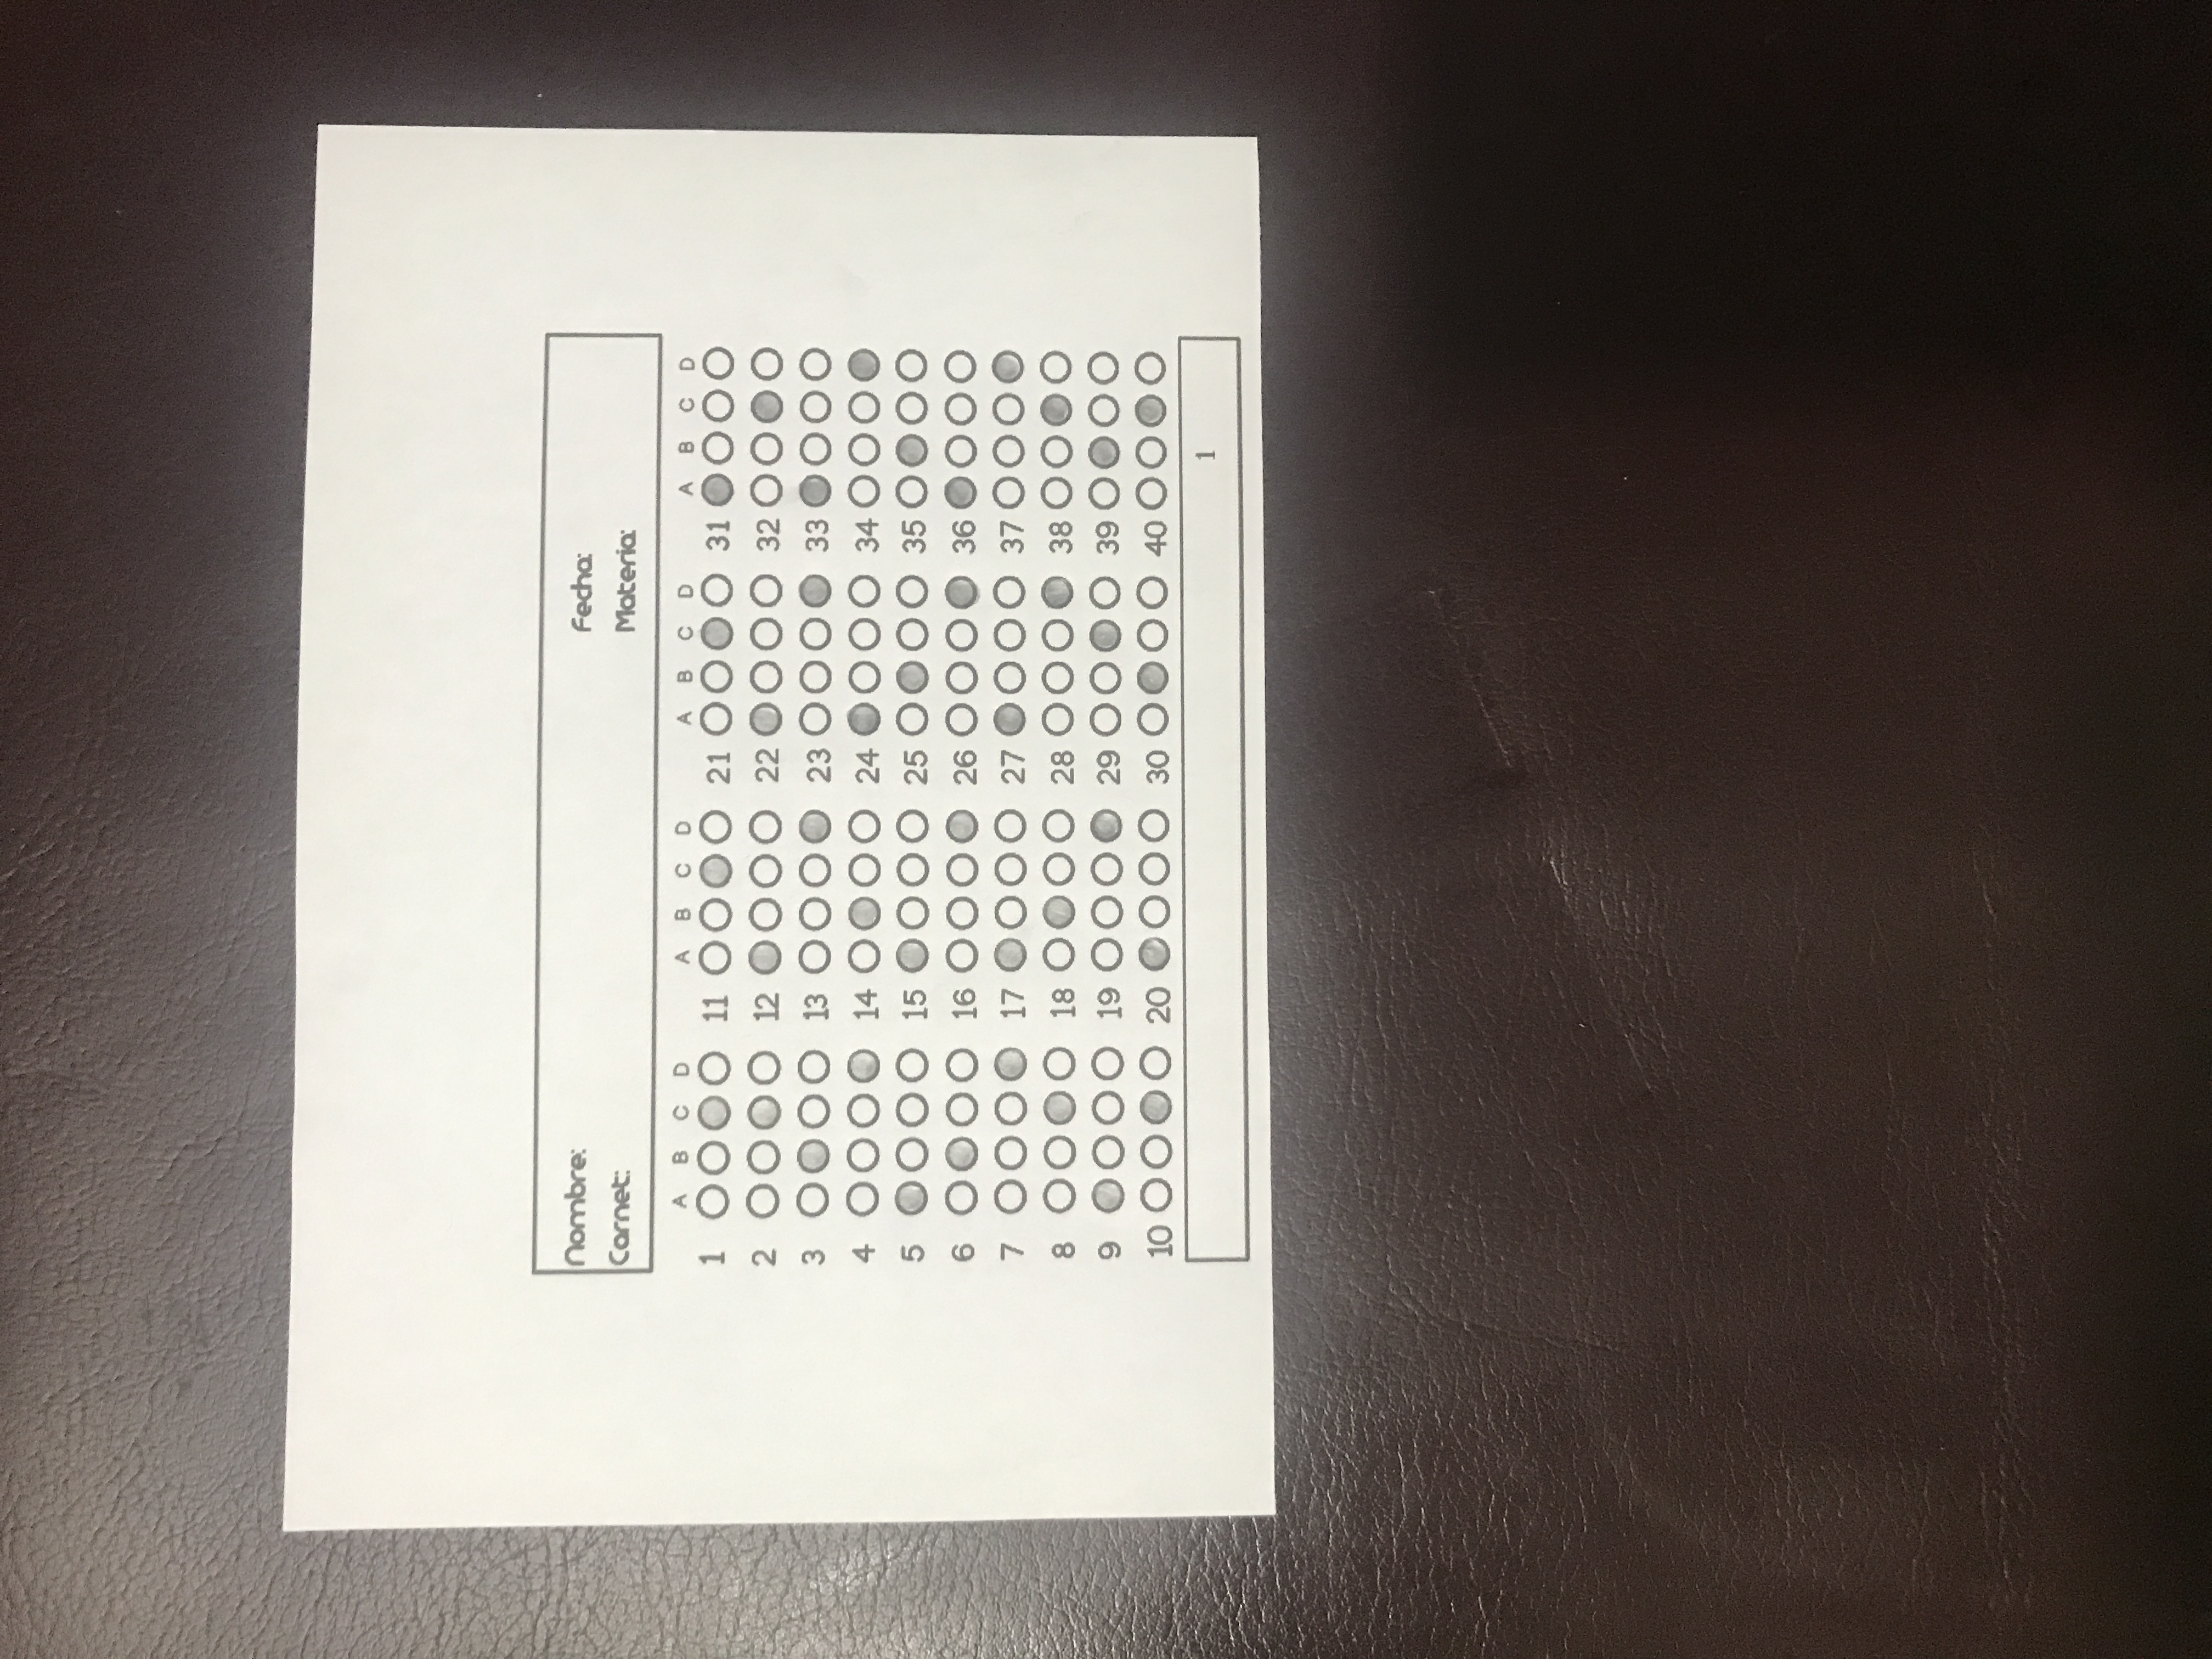 Nombre: Fecha:
Carnet: Materia:
A B C D A B C D A B C D A B C D
1 11 21 31
2 12 22 32
3 13 23 33
4 14 24 34
5 15 25 35
6 16 26 36
7 17 27 37
8 18 28 38
9 19 29 39
10 20 30 40
1